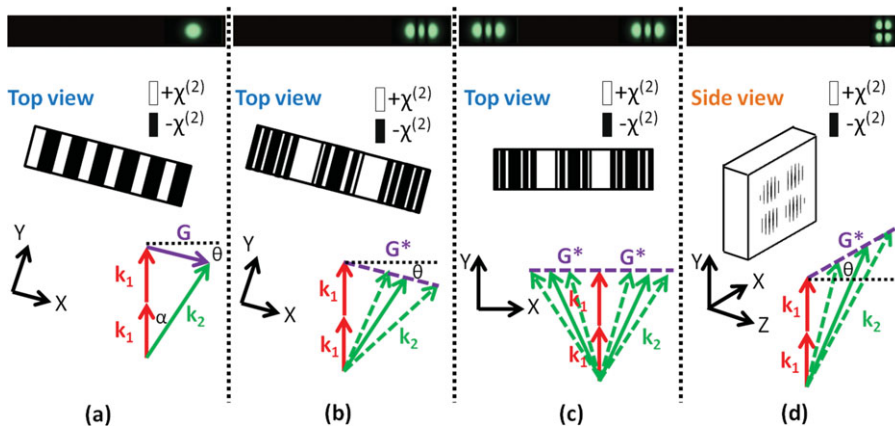 Top view
+χ(2)
-χ(2)
Y
X
G
θ
k1
k1
α
k2
(a)
Top view
+χ(2)
-χ(2)
Y
X
G*
θ
k1
k1
k2
(b)
Top view
+χ(2)
-χ(2)
Y
X
G* G*
k1
k1
k2
(c)
Side view
+χ(2)
-χ(2)
X
Y
Z
G*
θ
k1
k1
k2
(d)